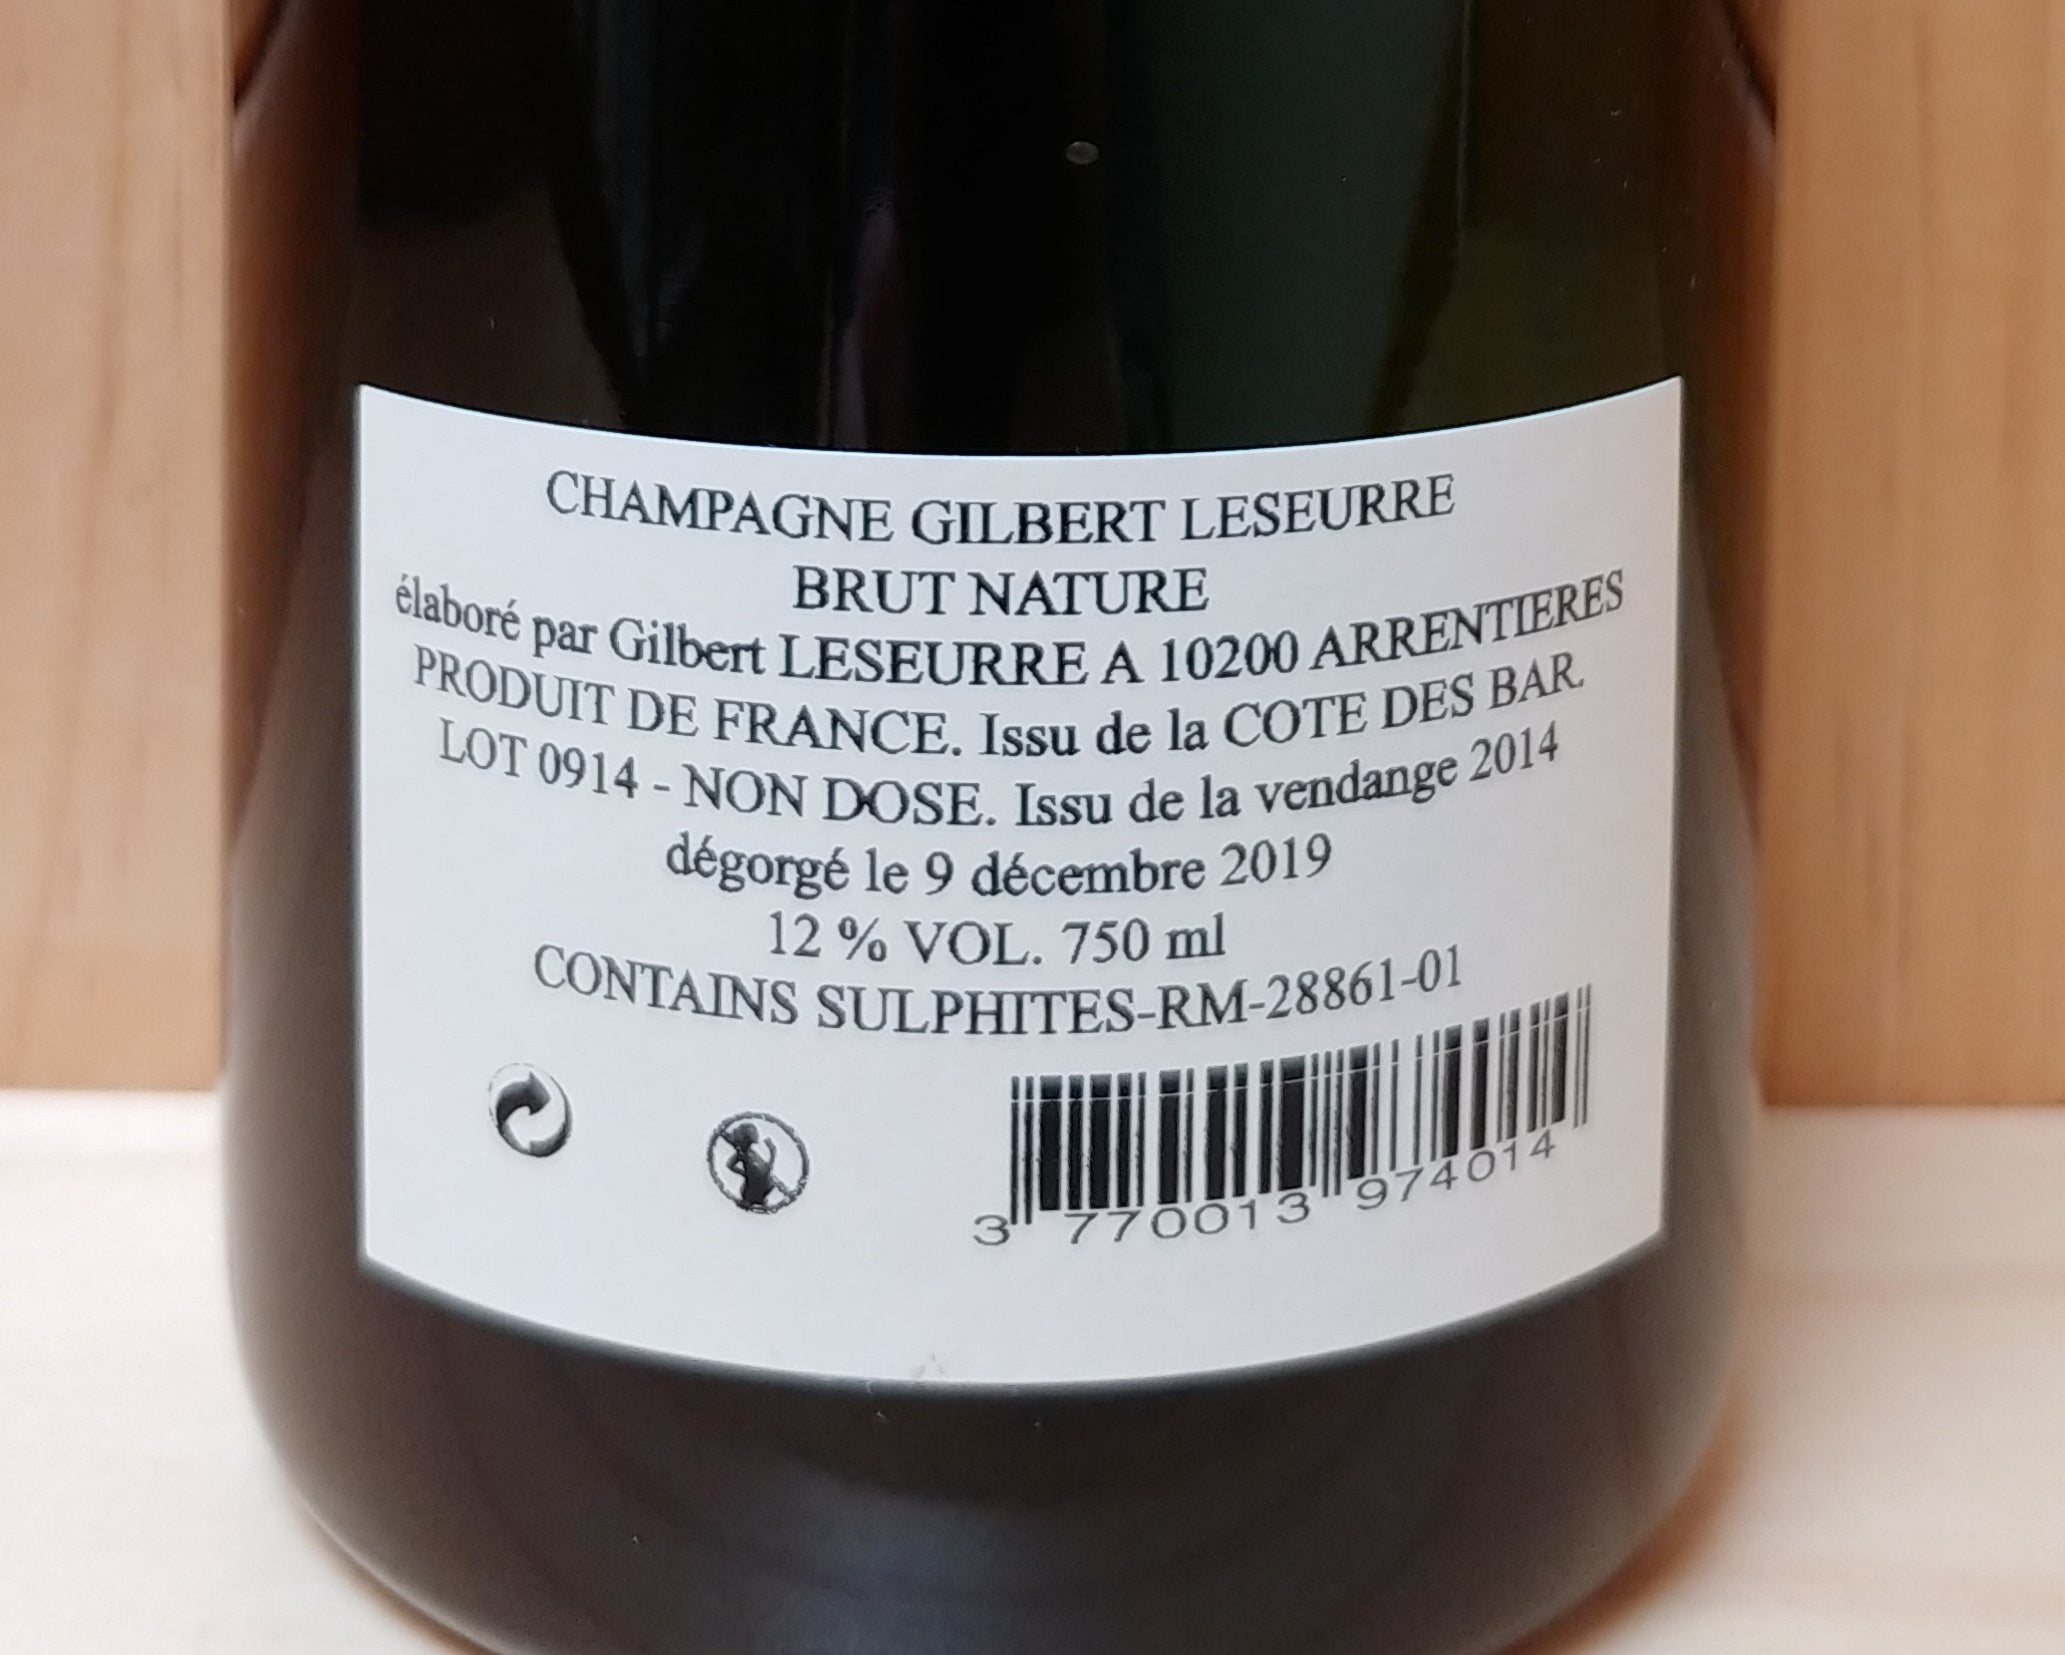 CHAMPAGNE GILBERT LESEURRE
BRUT NATURE
élaboré par Gilbert LESEURRE A 10200 ARRENTIERES
PRODUIT DE FRANCE. Issu de la COTE DES BAR.
LOT 0914 - NON DOSE. Issu de la vendange 2014
dégorgé le 9 décembre 2019
12 % VOL. 750 ml
CONTAINS SULPHITES-RM-28861-01
3 770013 974014